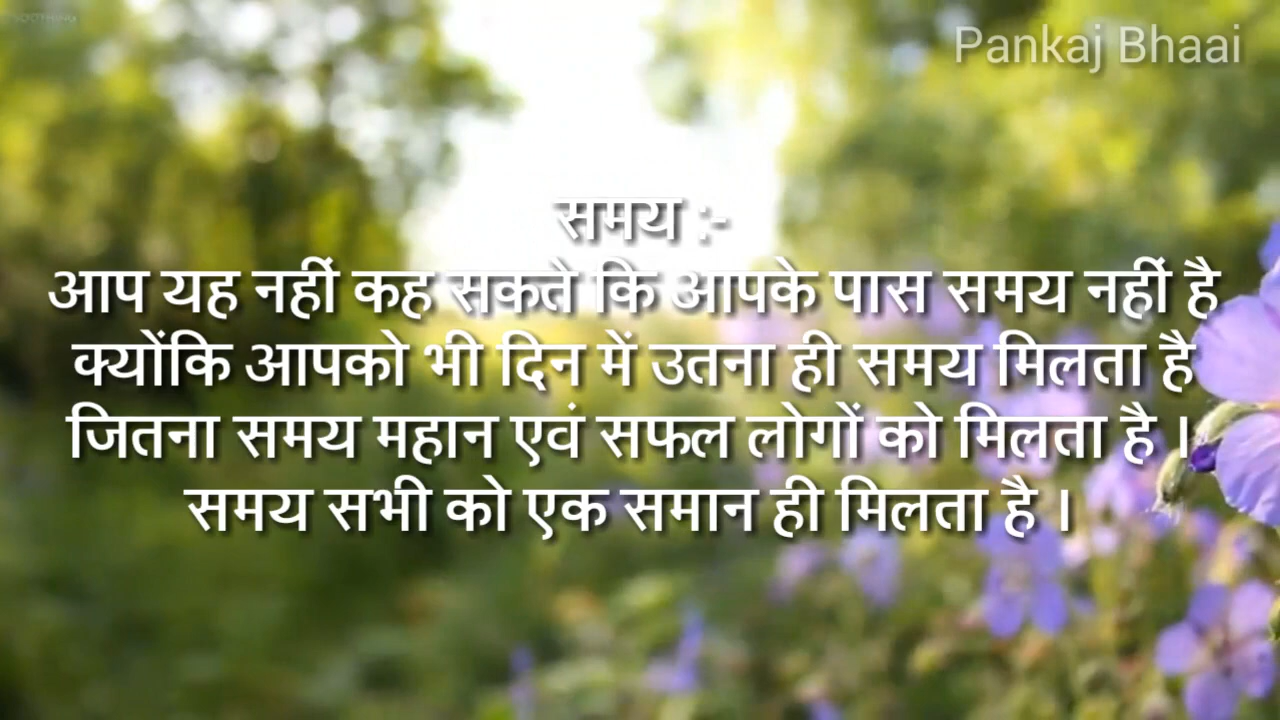 Pankaj Bhaai
समय :-
आप यह नहीं कह सकते कि आपके पास समय नहीं है
क्योंकि आपको भी दिन में उतना ही समय मिलता है
जितना समय महान एवं सफल लोगों को मिलता है ।
समय सभी को एक समान ही मिलता है ।